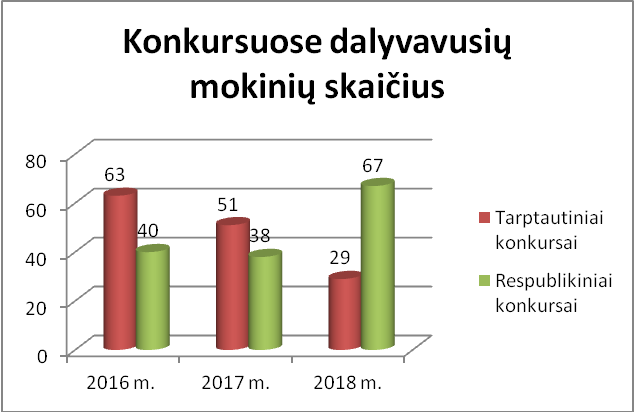 Konkursuose dalyvavusių
mokinių skaičius
80
60
40
20
0
63
40
51
38
29
67
2016 m.
2017 m.
2018 m.
Tarptautiniai
konkursai
Respublikiniai
konkursai